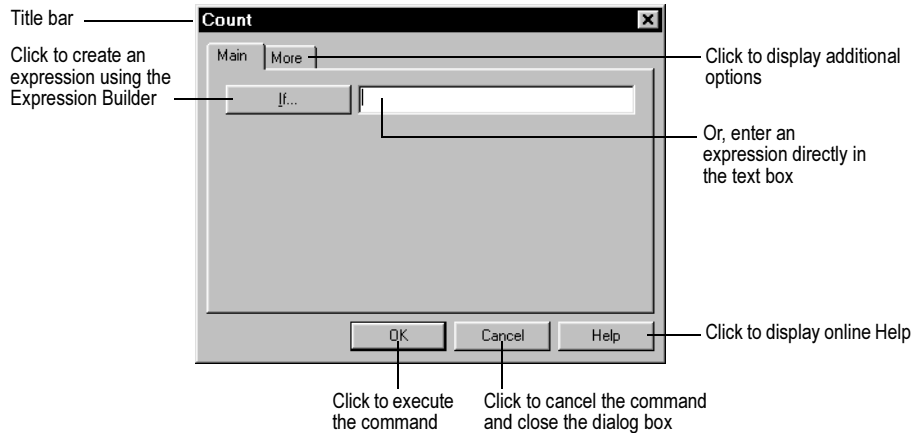 Title bar
Count
Click to create an
expression using the
Expression Builder
Main
More
Click to display additional
options
If...
Or, enter an
expression directly in
the text box
OK
Cancel
Help
Click to display online Help
Click to execute
the command
Click to cancel the command
and close the dialog box